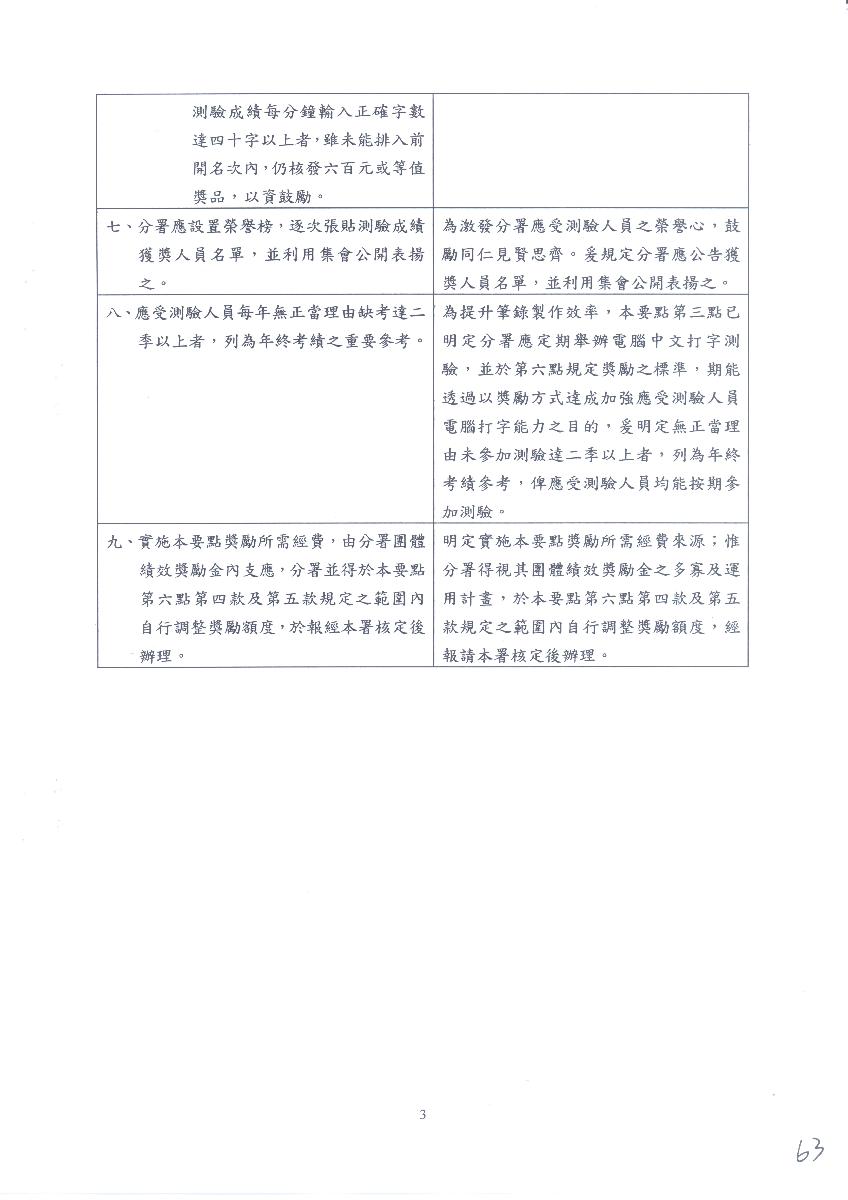 測驗成績每分鐘輸入正確字數
達四十字以上者，雖未能排入前
開名次內，仍核發六百元或等值
獎品，以資鼓勵。
七、分署應設置榮譽榜，逐次張貼測驗成績
獲獎人員名單，並利用集會公開表揚
之。
為激發分署應受測驗人員之榮譽心，鼓
勵同仁見賢思齊。爰規定分署應公告獲
獎人員名單，並利用集會公開表揚之。
八、應受測驗人員每年無正當理由缺考達二
季以上者，列為年終考績之重要參考。
為提升筆錄製作效率，本要點第三點已
明定分署應定期舉辦電腦中文打字測
驗，並於第六點規定獎勵之標準，期能
透過以獎勵方式達成加強應受測驗人員
電腦打字能力之目的，爰明定無正當理
由未參加測驗達二季以上者，列為年終
考績參考，俾應受測驗人員均能按期參
加測驗。
九、實施本要點獎勵所需經費，由分署團體
績效獎勵金內支應，分署並得於本要點
第六點第四款及第五款規定之範圍內
自行調整獎勵額度，於報經本署核定後
辦理。
明定實施本要點獎勵所需經費來源；惟
分署得視其團體績效獎勵金之多寡及運
用計畫，於本要點第六點第四款及第五
款規定之範圍內自行調整獎勵額度，經
報請本署核定後辦理。
3
63